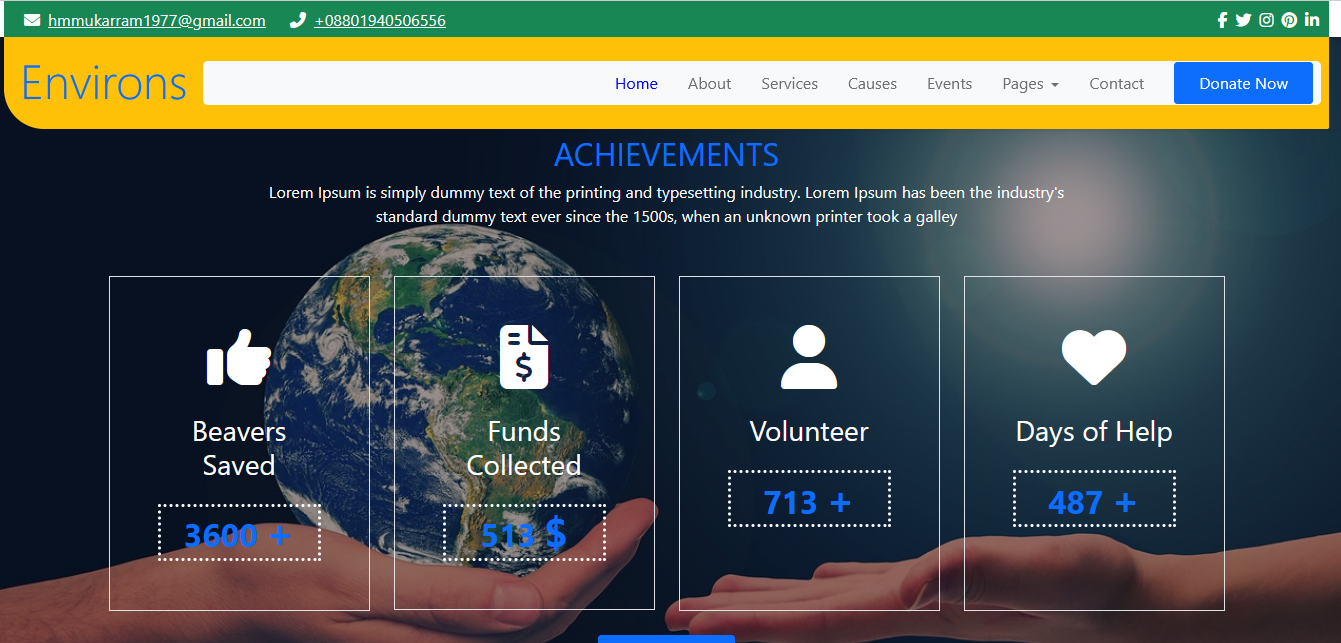 hmmukarram1977@gmail.com +08801940506556
Environs
Home About Services Causes Events Pages Contact Donate Now
ACHIEVEMENTS
Lorem Ipsum is simply dummy text of the printing and typesetting industry. Lorem Ipsum has been the industry's
standard dummy text ever since the 1500s, when an unknown printer took a galley
Beavers
Saved
3600 +
$
Funds
Collected
513 $
Volunteer
713 +
Days of Help
487 +